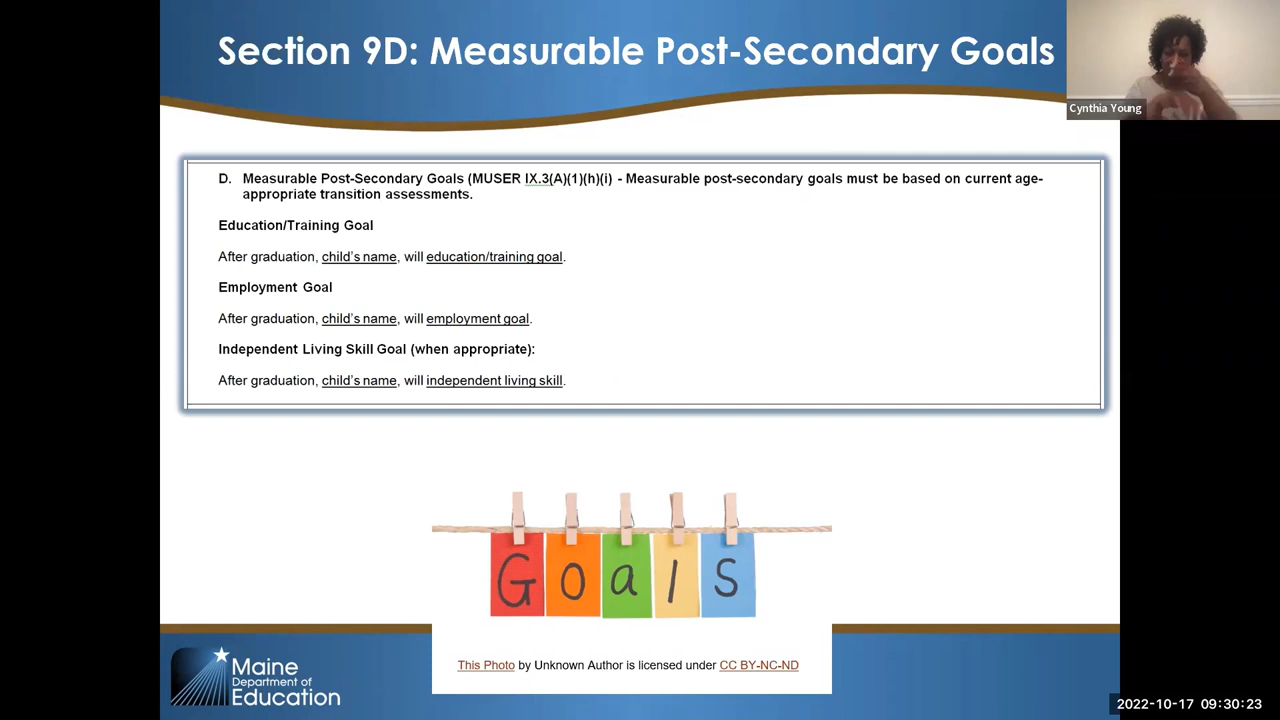 Section 9D: Measurable Post-Secondary Goals
Cynthia Young
D. Measurable Post-Secondary Goals (MUSER IX.3(A)(1)(h)(i) - Measurable post-secondary goals must be based on current age-
appropriate transition assessments.
Education/Training Goal
After graduation, child's name, will education/training goal.
Employment Goal
After graduation, child's name, will employment goal.
Independent Living Skill Goal (when appropriate):
After graduation, child's name, will independent living skill.
Goals
This Photo by Unknown Author is licensed under CC BY-NC-ND
Maine
Department of
Education
2022-10-17 09:30:23